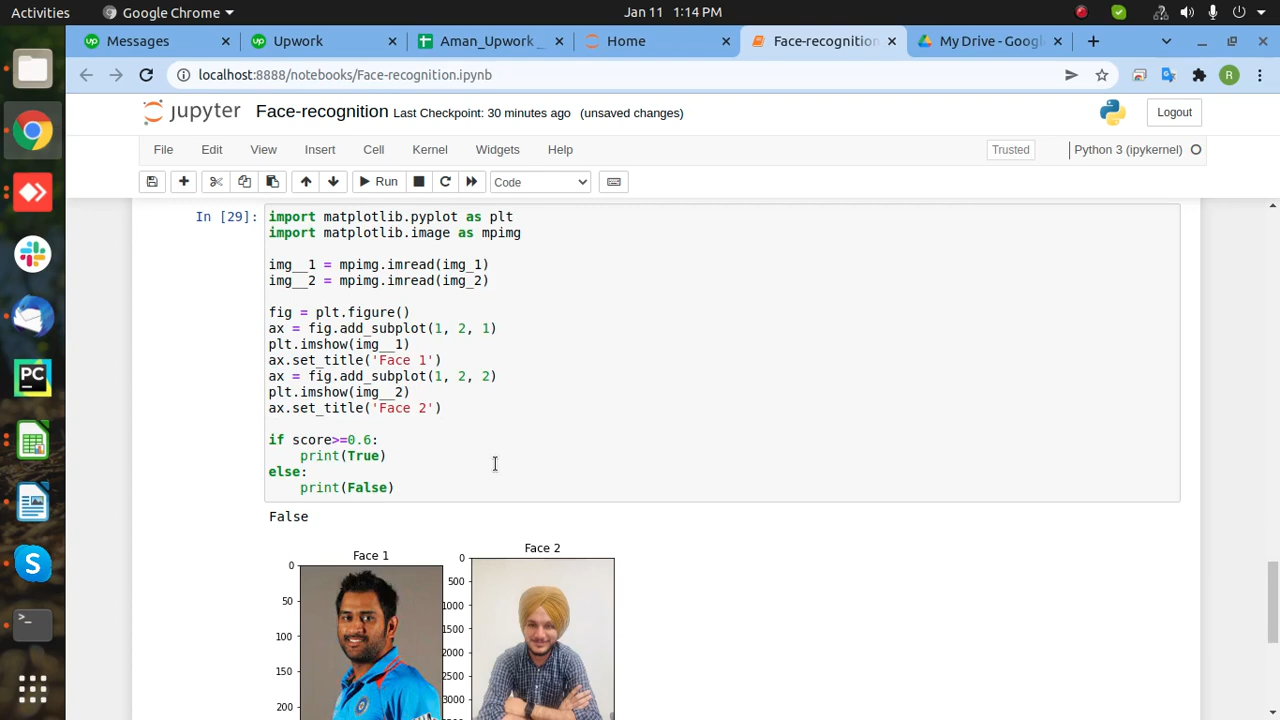 Activities Google Chrome Jan 11 1:14 PM
Messages Upwork Aman_Upwork_ Home Face-recognition My Drive - Googl
localhost:8888/notebooks/Face-recognition.ipynb R
jupyter Face-recognition Last Checkpoint: 30 minutes ago (unsaved changes) Logout
File Edit View Insert Cell Kernel Widgets Help Trusted Python 3 (ipykernel)
Run Code
In [29]: import matplotlib.pyplot as plt
import matplotlib.image as mpimg
img__1 = mpimg.imread(img_1)
img__2 = mpimg.imread(img_2)
fig = plt.figure()
ax = fig.add_subplot(1, 2, 1)
plt.imshow(img__1)
ax.set_title('Face 1')
ax = fig.add_subplot(1, 2, 2)
plt.imshow(img__2)
ax.set_title('Face 2')
if score>=0.6:
    print(True)
else:
    print(False)
False
Face 1 Face 2
0 0
500
50
1000
100 1500
2000
150
2500
200 3000
PC